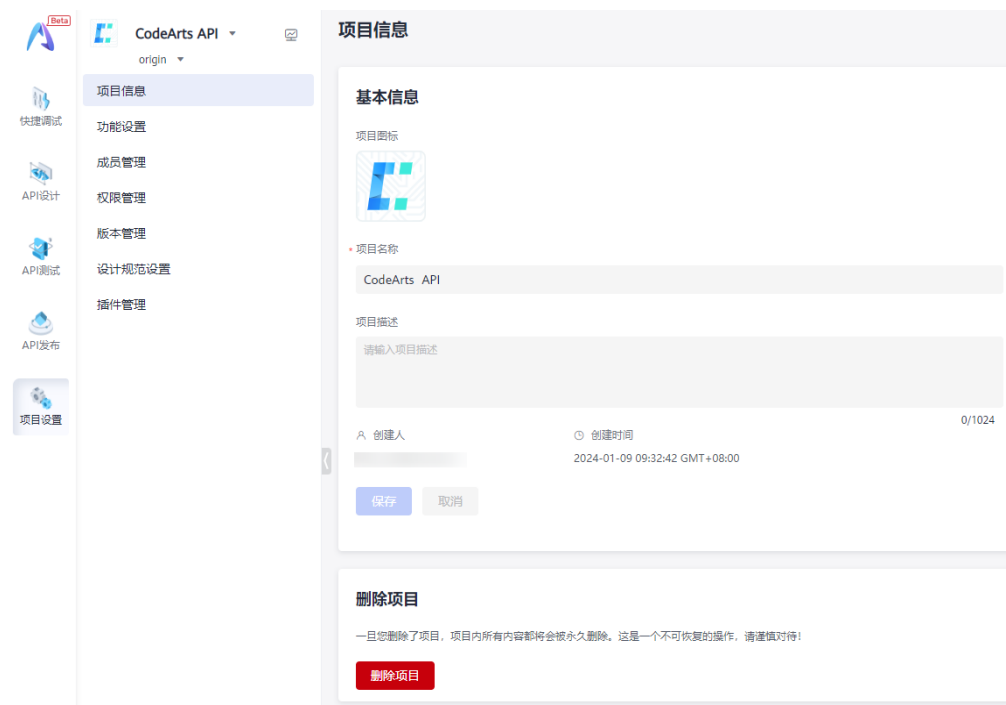 Beta
快捷调试
API设计
API测试
API发布
项目设置
CodeArts API
origin
项目信息
功能设置
成员管理
权限管理
版本管理
设计规范设置
插件管理
项目信息
基本信息
项目图标
* 项目名称
CodeArts API
项目描述
请输入项目描述
0/1024
创建人 创建时间
2024-01-09 09:32:42 GMT+08:00
保存 取消
删除项目
一旦您删除了项目，项目内所有内容都将会被永久删除。这是一个不可恢复的操作，请谨慎对待！
删除项目